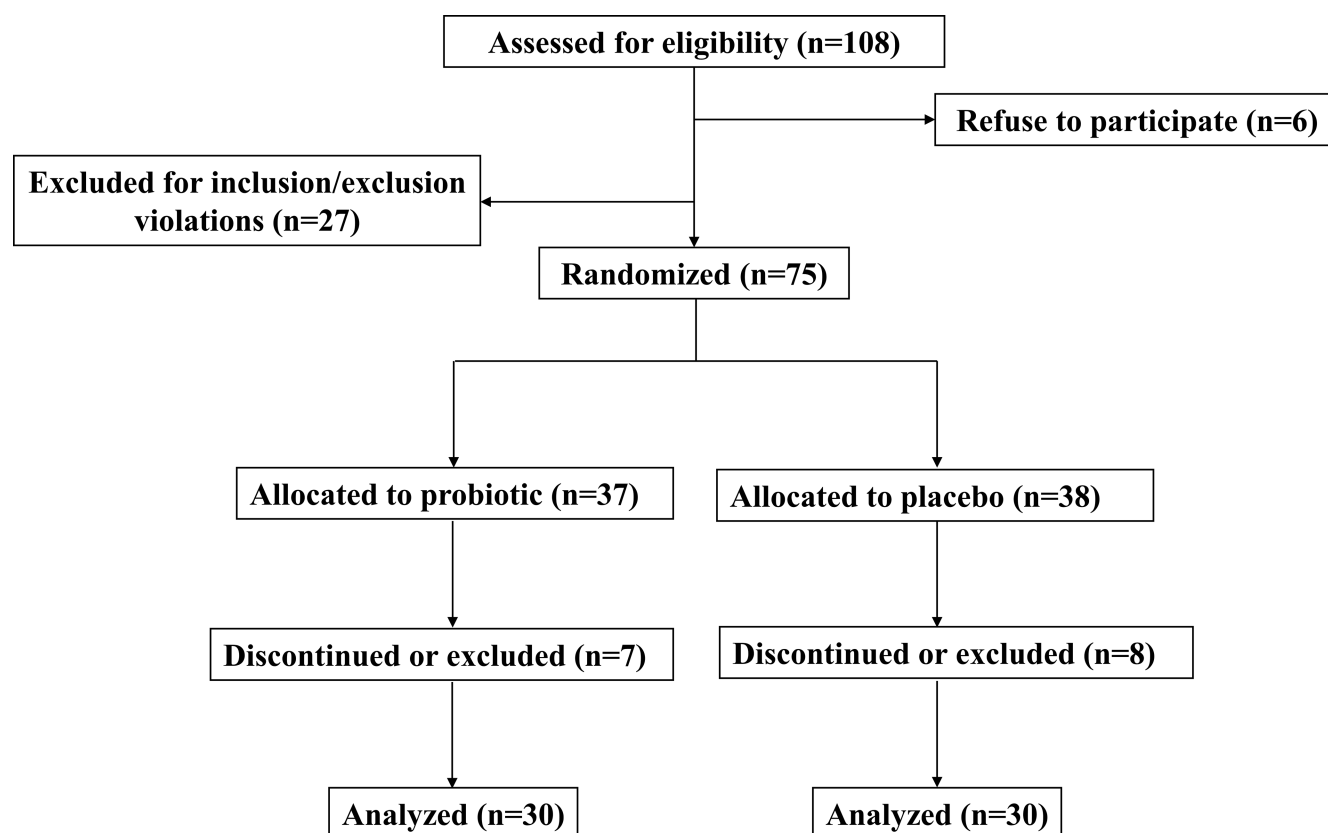 Assessed for eligibility (n=108)
Refuse to participate (n=6)
Excluded for inclusion/exclusion
violations (n=27)
Randomized (n=75)
Allocated to probiotic (n=37)
Allocated to placebo (n=38)
Discontinued or excluded (n=7)
Discontinued or excluded (n=8)
Analyzed (n=30)
Analyzed (n=30)